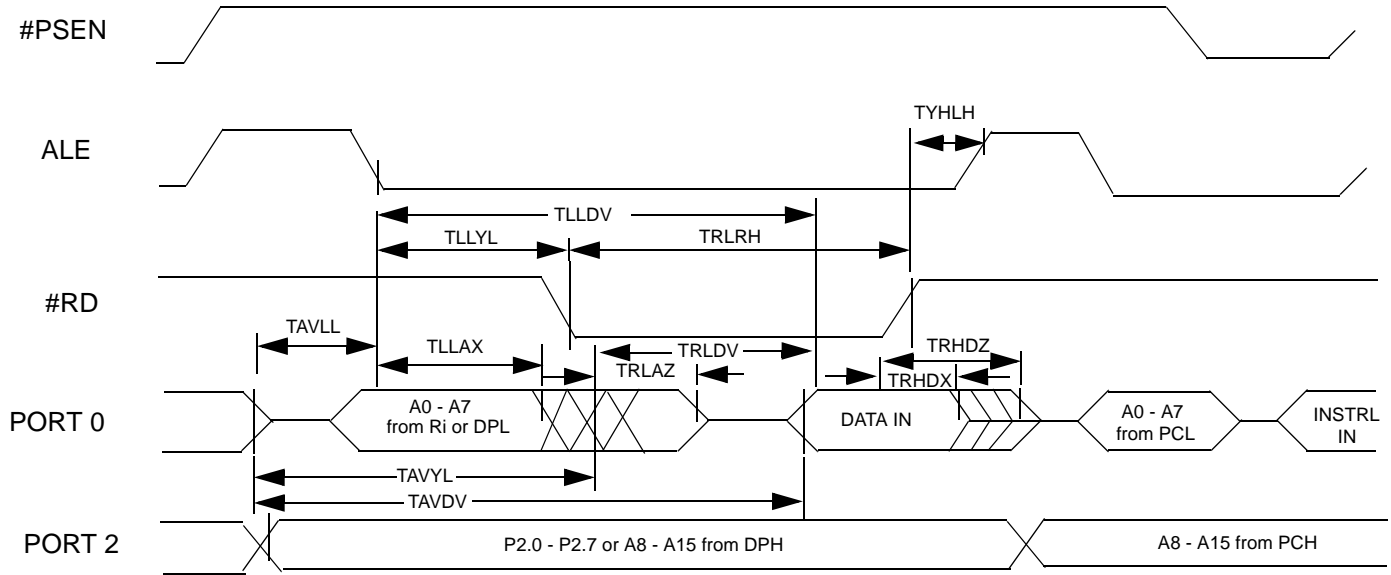 #PSEN
TYHLH
ALE
TLLDV
TLLYL
TRLRH
#RD
TAVLL
TLLAX
TRLDV
TRHDZ
TRLAZ
TRHDX
PORT 0
A0 - A7
from Ri or DPL
DATA IN
A0 - A7
from PCL
INSTRL
IN
TAVYL
TAVDV
PORT 2
P2.0 - P2.7 or A8 - A15 from DPH
A8 - A15 from PCH